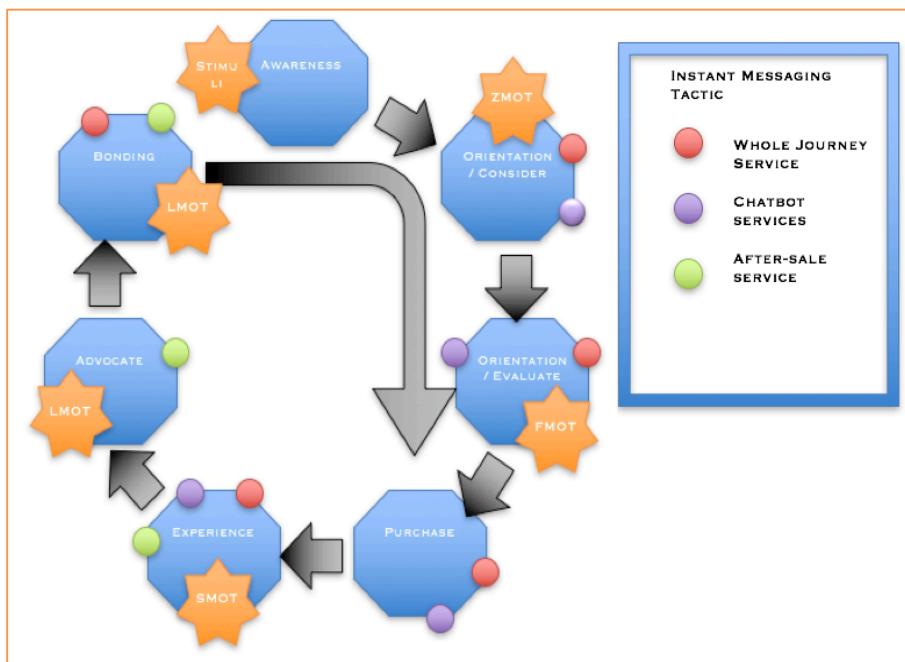 STIMU
LI
AWARENESS
ZMOT
ORIENTATION
/ CONSIDER
ORIENTATION
/ EVALUATE
FMOT
PURCHASE
EXPERIENCE
SMOT
ADVOCATE
LMOT
BONDING
LMOT
INSTANT MESSAGING
TACTIC
WHOLE JOURNEY
SERVICE
CHATBOT
SERVICES
AFTER-SALE
SERVICE